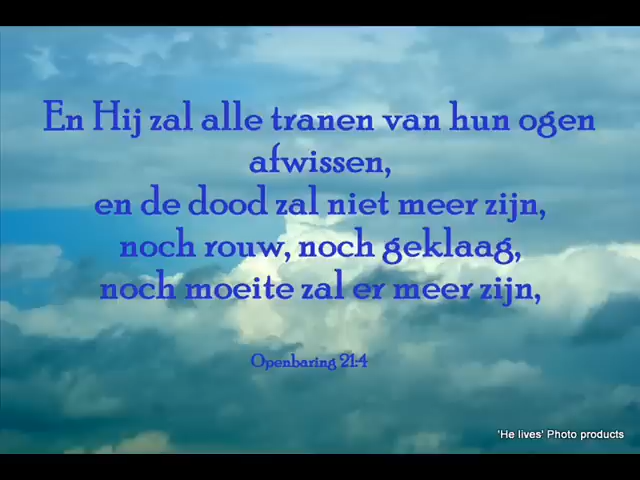 En Hij zal alle tranen van hun ogen
afwissen,
en de dood zal niet meer zijn,
noch rouw, noch geklaag,
noch moeite zal er meer zijn,
Openbaring 21:4
'He lives' Photo products